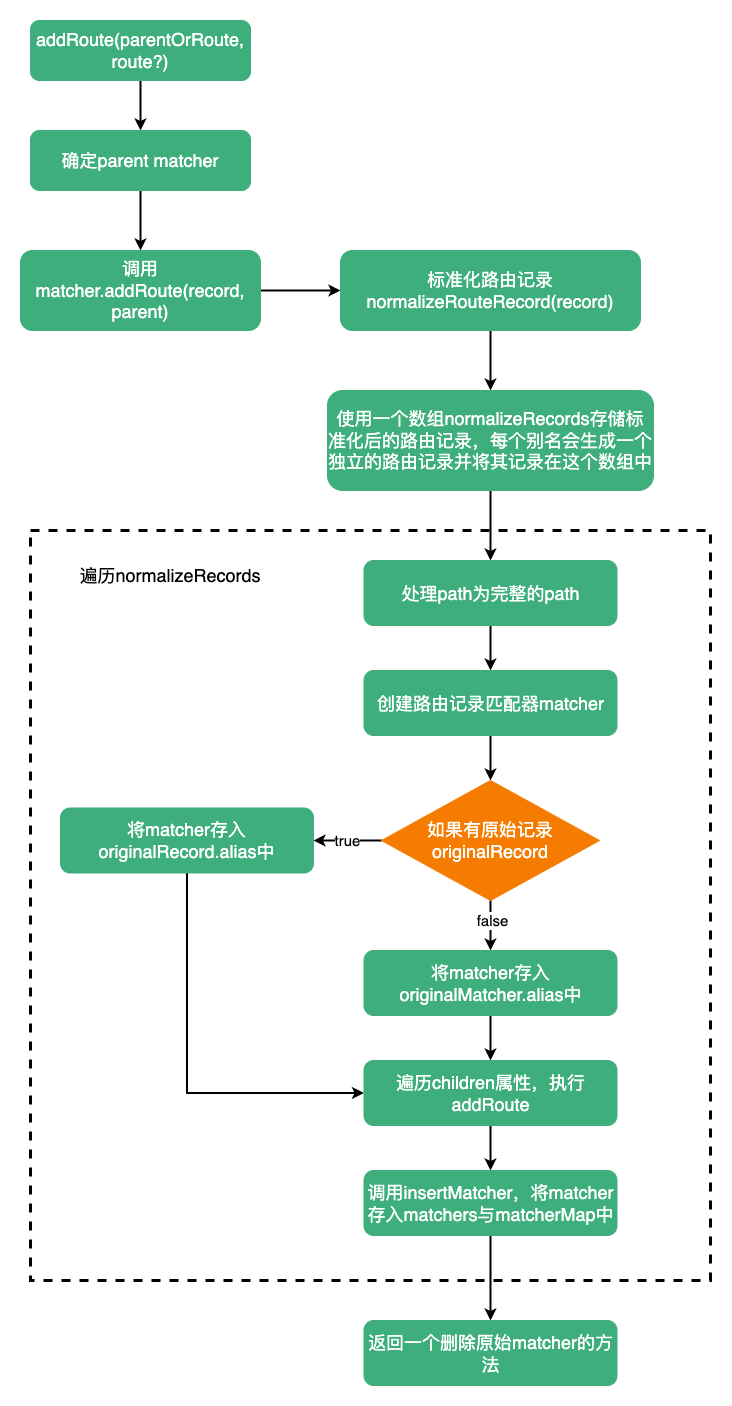 addRoute(parentOrRoute,
route?)
确定parent matcher
调用
matcher.addRoute(record,
parent)
标准化路由记录
normalizeRouteRecord(record)
使用一个数组normalizeRecords存储标
准化后的路由记录，每个别名会生成一个
独立的路由记录并将其记录在这个数组中
遍历normalizeRecords
处理path为完整的path
创建路由记录匹配器matcher
如果有原始记录
originalRecord
true
将matcher存入
originalRecord.alias中
false
将matcher存入
originalMatcher.alias中
遍历children属性，执行
addRoute
调用insertMatcher，将matcher
存入matchers与matcherMap中
返回一个删除原始matcher的方
法